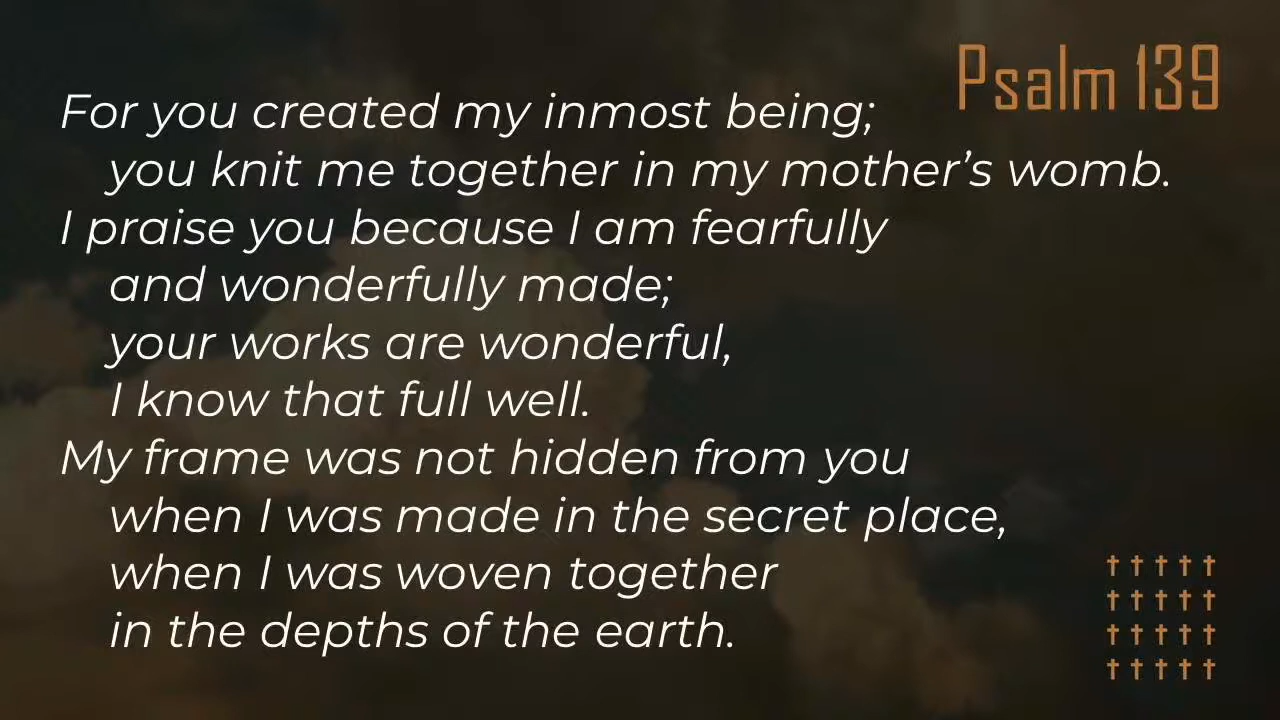 Psalm 139
For you created my inmost being;
you knit me together in my mother’s womb.
I praise you because I am fearfully
and wonderfully made;
your works are wonderful,
I know that full well.
My frame was not hidden from you
when I was made in the secret place,
when I was woven together
in the depths of the earth.